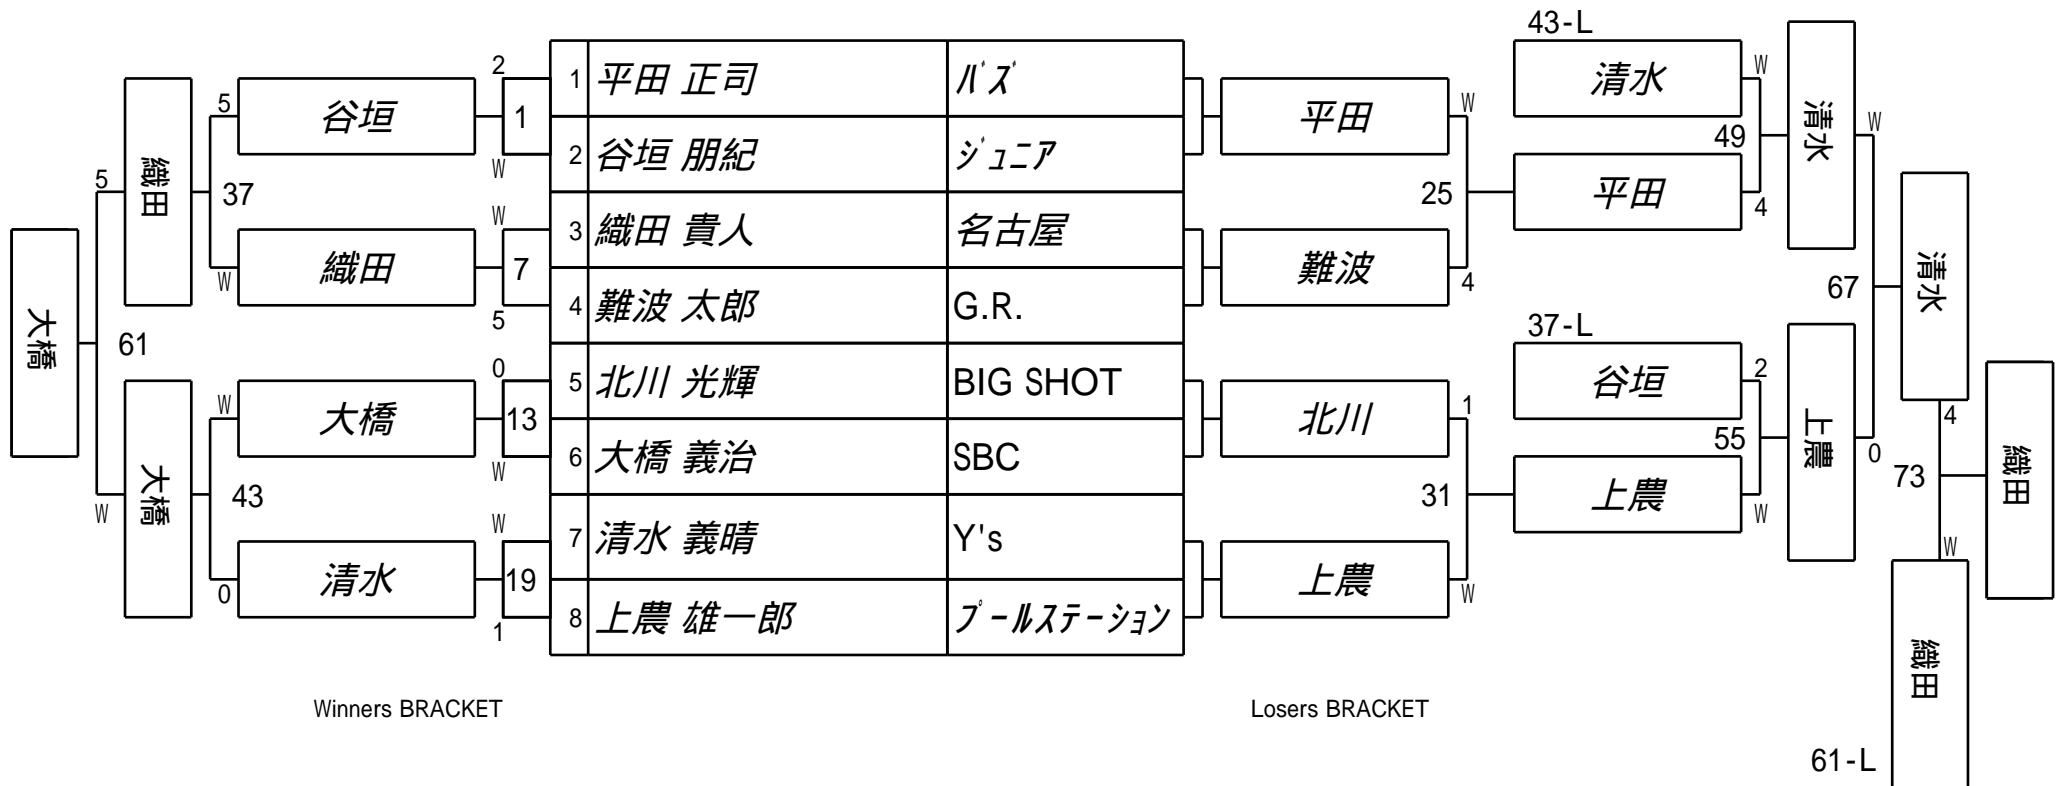 大橋
5
61
W
織田
大橋
5
37
W
W
43
0
谷垣
織田
大橋
清水
2
1
W
W
7
5
0
13
W
W
19
1
1 平田 正司 バズ
2 谷垣 朋紀 ジュニア
3 織田 貴人 名古屋
4 難波 太郎 G.R.
5 北川 光輝 BIG SHOT
6 大橋 義治 SBC
7 清水 義晴 Y's
8 上農 雄一郎 プールステーション
平田
難波
北川
上農
W
25
4
1
31
W
43-L
清水
平田
37-L
谷垣
上農
W
49
4
2
55
W
清水
上農
W
67
0
清水
4
73
W
織田
61-L
織田
Winners BRACKET
Losers BRACKET